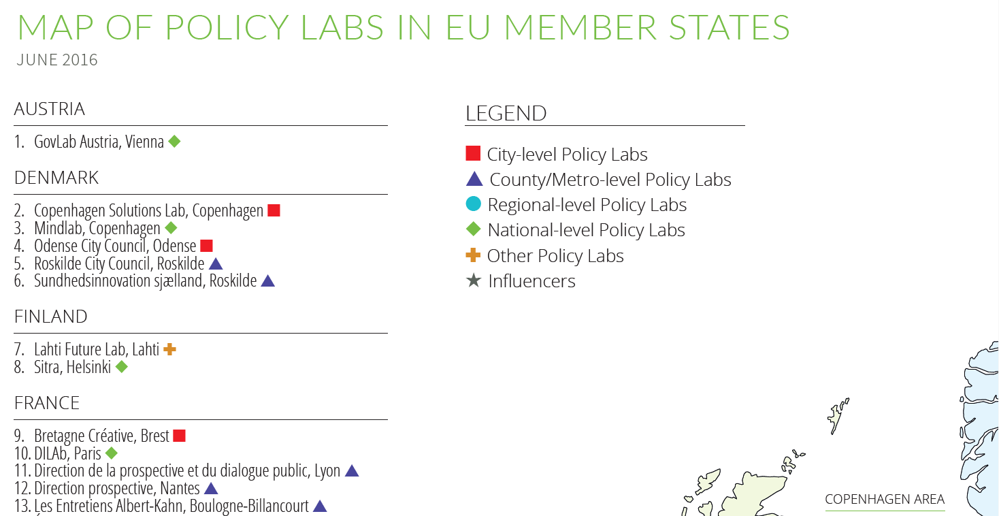 MAP OF POLICY LABS IN EU MEMBER STATES
JUNE 2016
AUSTRIA
1. GovLab Austria, Vienna
DENMARK
2. Copenhagen Solutions Lab, Copenhagen
3. Mindlab, Copenhagen
4. Odense City Council, Odense
5. Roskilde City Council, Roskilde
6. Sundhedsinnovation sjælland, Roskilde
FINLAND
7. Lahti Future Lab, Lahti
8. Sitra, Helsinki
FRANCE
9. Bretagne Créative, Brest
10. DILAb, Paris
11. Direction de la prospective et du dialogue public, Lyon
12. Direction prospective, Nantes
13. Les Entretiens Albert-Kahn, Boulogne-Billancourt
LEGEND
City-level Policy Labs
County/Metro-level Policy Labs
Regional-level Policy Labs
National-level Policy Labs
Other Policy Labs
Influencers
COPENHAGEN AREA